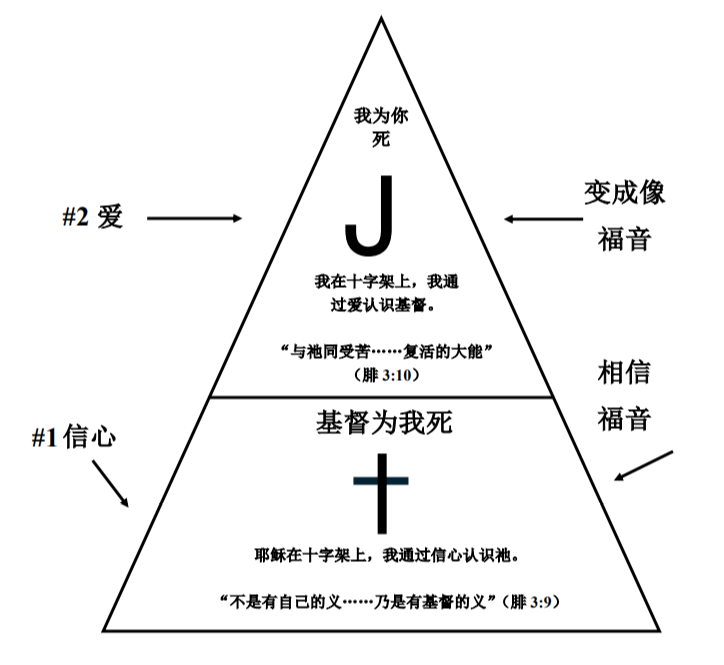 我为你
死
#2 爱
变成像
福音
J
我在十字架上，我通
过爱认识基督。
“与祂同受苦……复活的大能”
（腓 3:10）
相信
福音
#1 信心
基督为我死
耶稣在十字架上，我通过信心认识祂。
“不是有自己的义……乃是有基督的义”（腓 3:9）